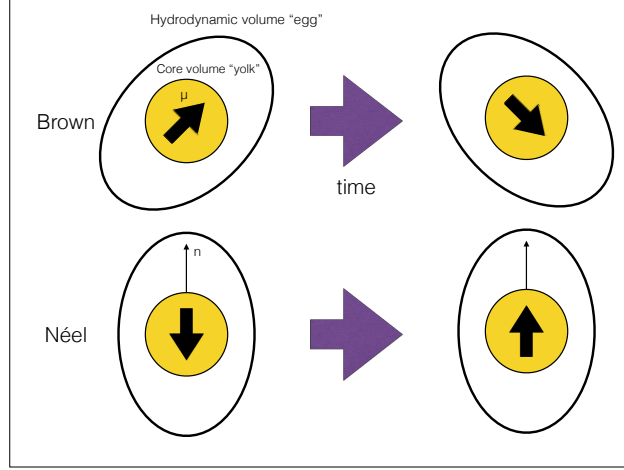 Hydrodynamic volume “egg”
Core volume “yolk”
μ
Brown
time
n
Néel